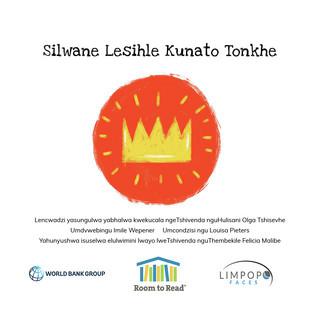 Silwane Lesihle Kunato Tonkhe
Lencwadzi yasungulwa yabhalwa kwekucala ngeTshivenda nguHulisani Olga Tshisevhe
Umdvwebingu Imile Wepener Umcondzisi ngu Louisa Pieters
Yahunyushwa isuselwa elulwimini lwayo lweTshivenda nguThembekile Felicia Malibe
WORLD BANK GROUP
Room to Read®
LIMPOPO
FACES